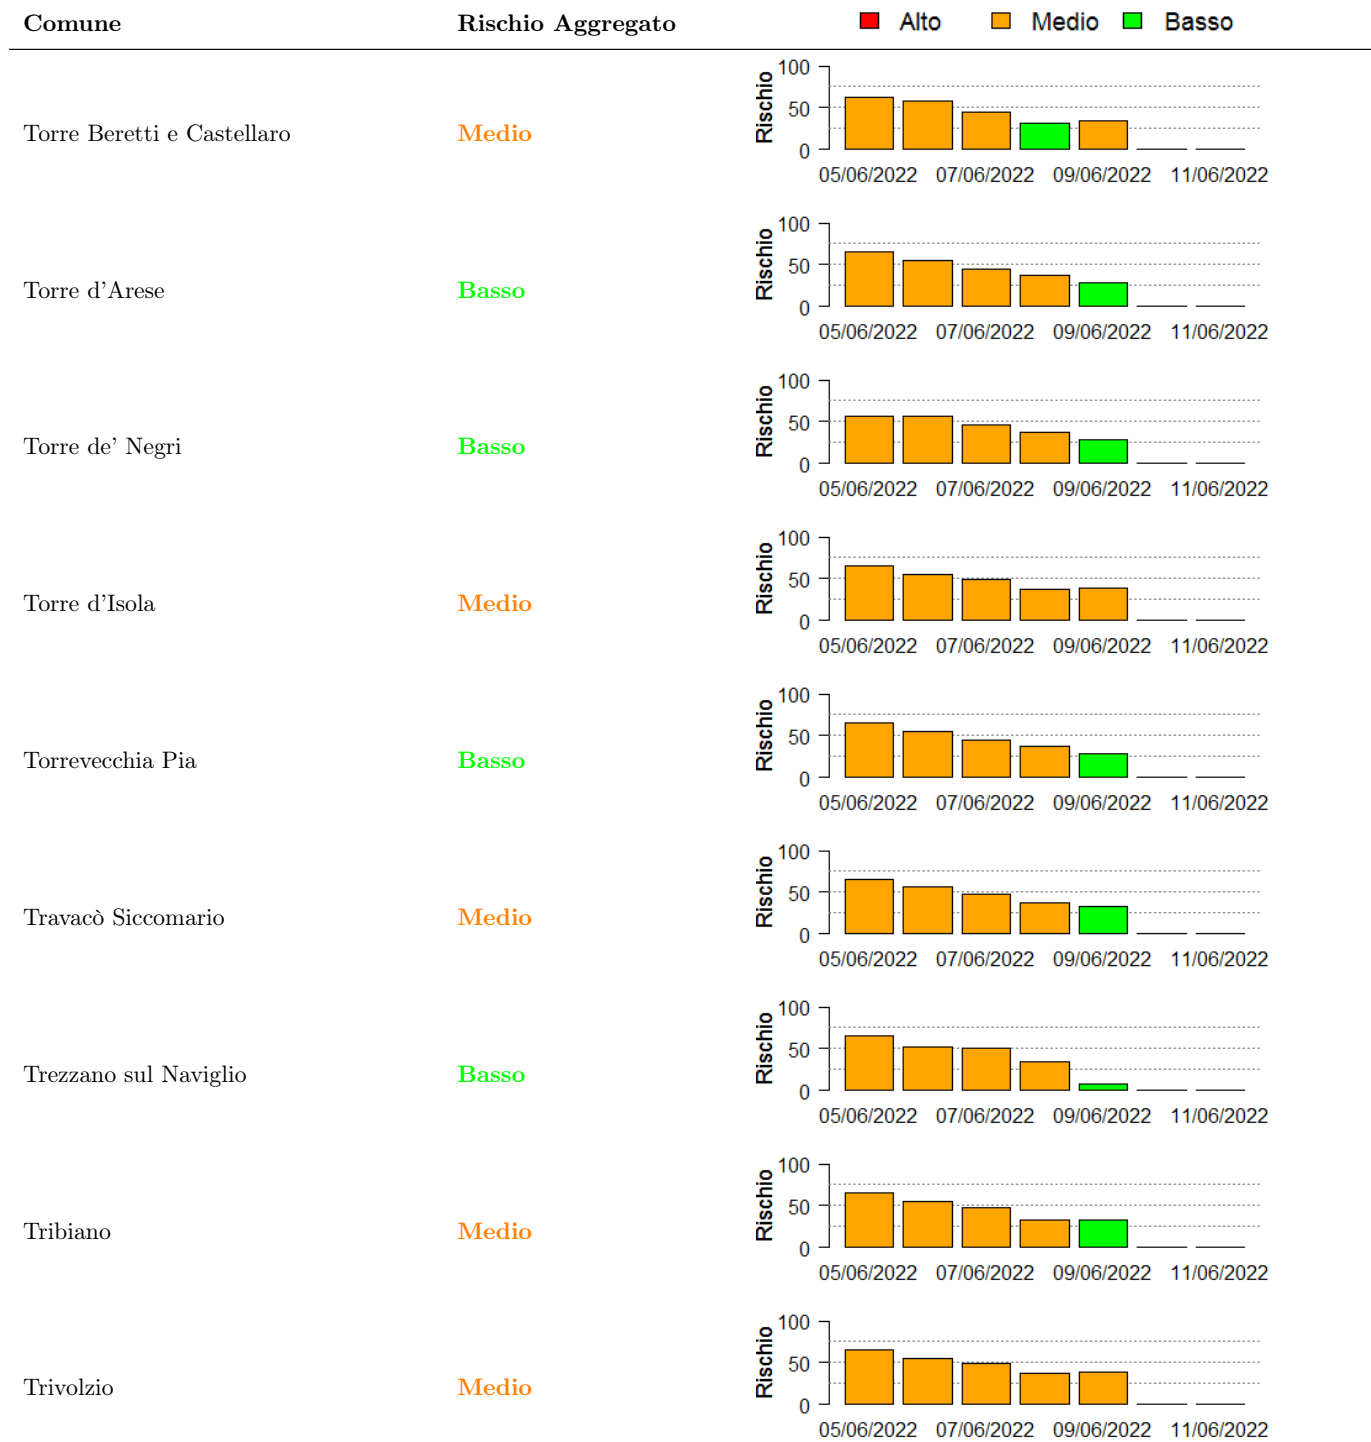 Comune Rischio Aggregato Alto Medio Basso
Torre Beretti e Castellaro Medio
Rischio
100
50
0
05/06/2022 07/06/2022 09/06/2022 11/06/2022
Torre d'Arese Basso
Rischio
100
50
0
05/06/2022 07/06/2022 09/06/2022 11/06/2022
Torre de' Negri Basso
Rischio
100
50
0
05/06/2022 07/06/2022 09/06/2022 11/06/2022
Torre d'Isola Medio
Rischio
100
50
0
05/06/2022 07/06/2022 09/06/2022 11/06/2022
Torrevecchia Pia Basso
Rischio
100
50
0
05/06/2022 07/06/2022 09/06/2022 11/06/2022
Travacò Siccomario Medio
Rischio
100
50
0
05/06/2022 07/06/2022 09/06/2022 11/06/2022
Trezzano sul Naviglio Basso
Rischio
100
50
0
05/06/2022 07/06/2022 09/06/2022 11/06/2022
Tribiano Medio
Rischio
100
50
0
05/06/2022 07/06/2022 09/06/2022 11/06/2022
Trivolzio Medio
Rischio
100
50
0
05/06/2022 07/06/2022 09/06/2022 11/06/2022